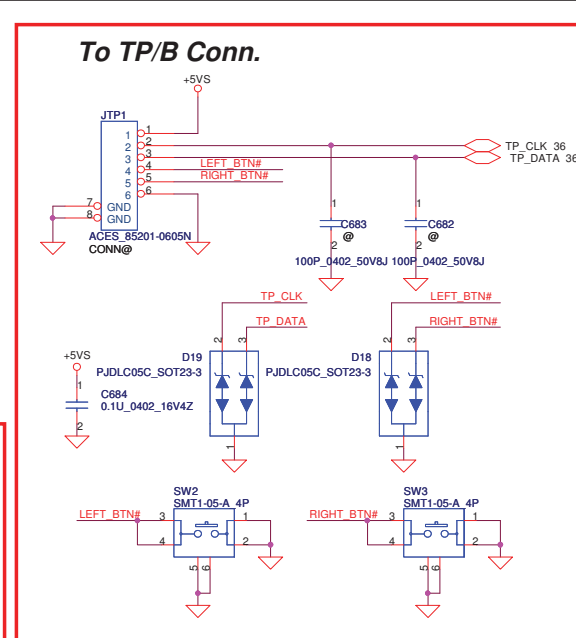 To TP/B Conn.
+5VS
JTP1
1 1
2 2
3 3
4 4
5 5
6 6
7 GND
8 GND
LEFT_BTN#
RIGHT_BTN#
TP_CLK 36
TP_DATA 36
ACES_85201-0605N
CONN@
1 C683
@
2
100P_0402_50V8J
1 C682
@
2
100P_0402_50V8J
TP_CLK
TP_DATA
LEFT_BTN#
RIGHT_BTN#
+5VS
1
C684
0.1U_0402_16V4Z
2
D19
PJDLC05C_SOT23-3
2 3
1
D18
PJDLC05C_SOT23-3
2 3
1
SW2
SMT1-05-A_4P
LEFT_BTN# 3 1
4 2
5 6
SW3
SMT1-05-A_4P
RIGHT_BTN# 3 1
4 2
5 6